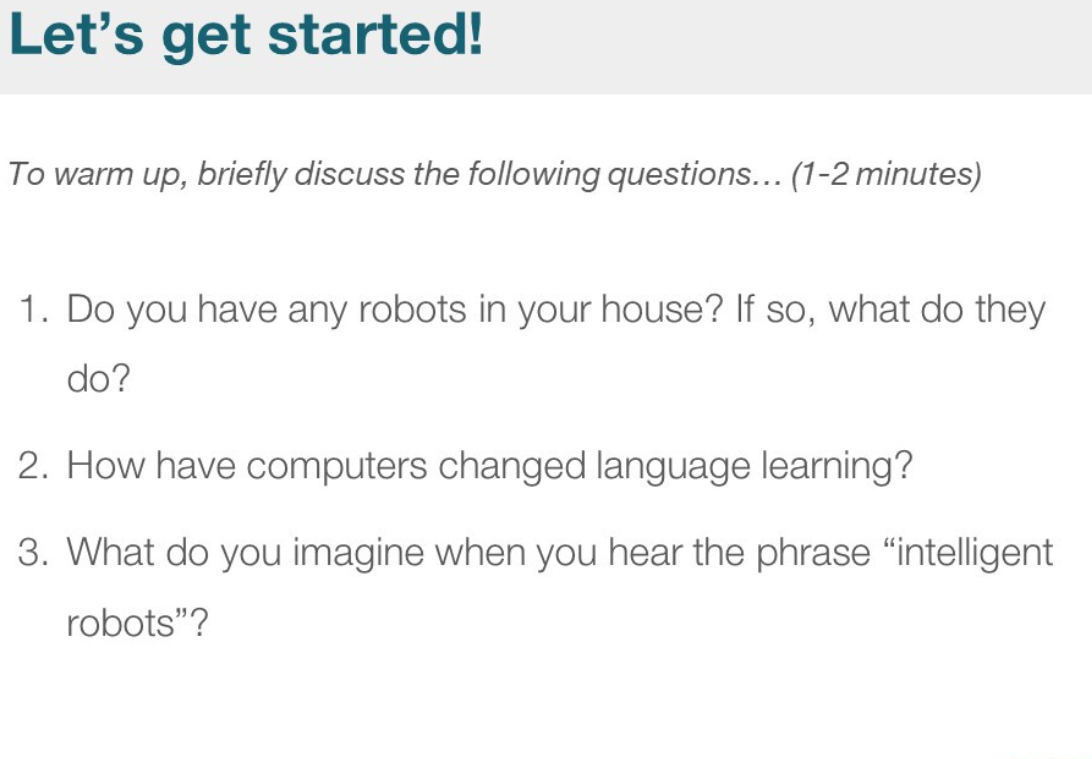 Let’s get started!
To warm up, briefly discuss the following questions… (1-2 minutes)
1. Do you have any robots in your house? If so, what do they
do?
2. How have computers changed language learning?
3. What do you imagine when you hear the phrase “intelligent
robots”?